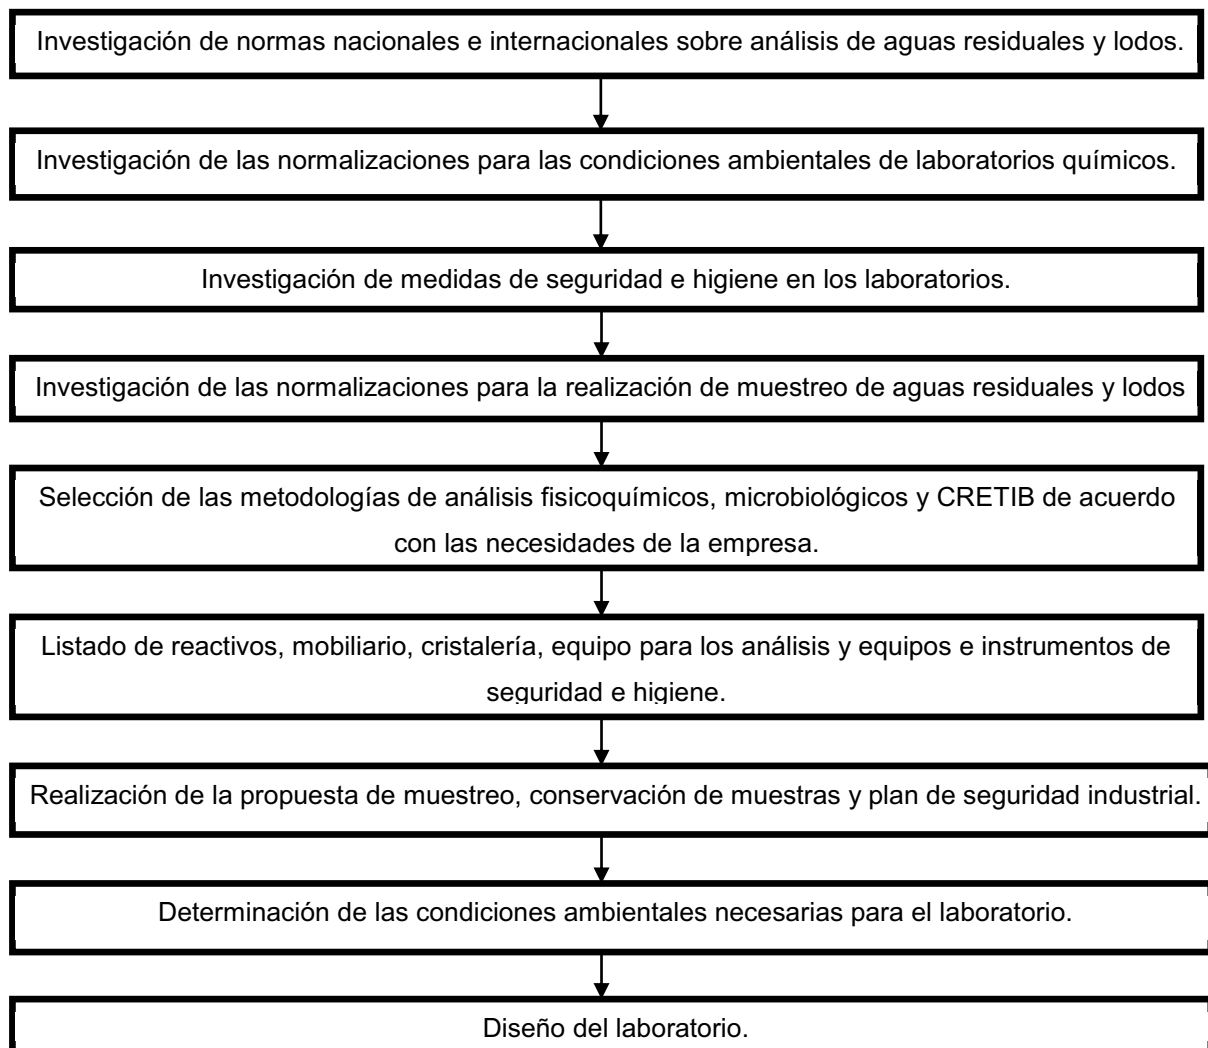 Investigación de normas nacionales e internacionales sobre análisis de aguas residuales y lodos.
Investigación de las normalizaciones para las condiciones ambientales de laboratorios químicos.
Investigación de medidas de seguridad e higiene en los laboratorios.
Investigación de las normalizaciones para la realización de muestreo de aguas residuales y lodos
Selección de las metodologías de análisis fisicoquímicos, microbiológicos y CRETIB de acuerdo
con las necesidades de la empresa.
Listado de reactivos, mobiliario, cristalería, equipo para los análisis y equipos e instrumentos de
seguridad e higiene.
Realización de la propuesta de muestreo, conservación de muestras y plan de seguridad industrial.
Determinación de las condiciones ambientales necesarias para el laboratorio.
Diseño del laboratorio.